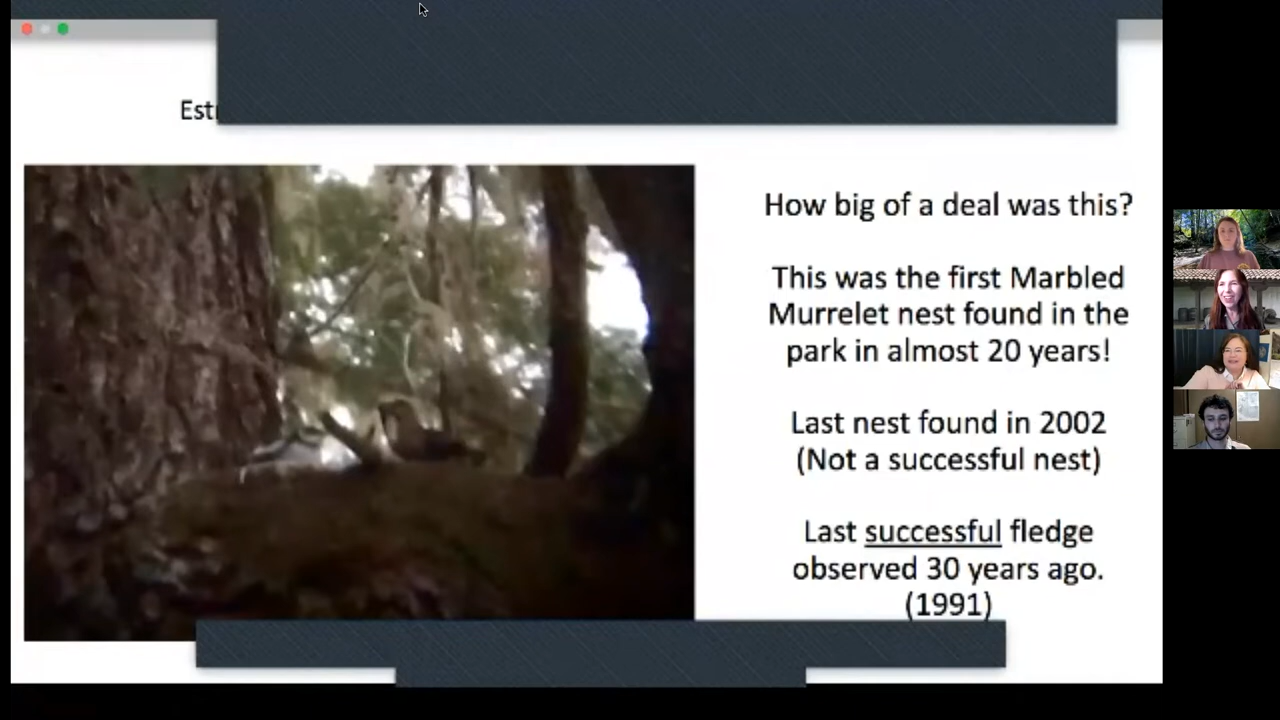 How big of a deal was this?
This was the first Marbled
Murrelet nest found in the
park in almost 20 years!
Last nest found in 2002
(Not a successful nest)
Last successful fledge
observed 30 years ago.
(1991)